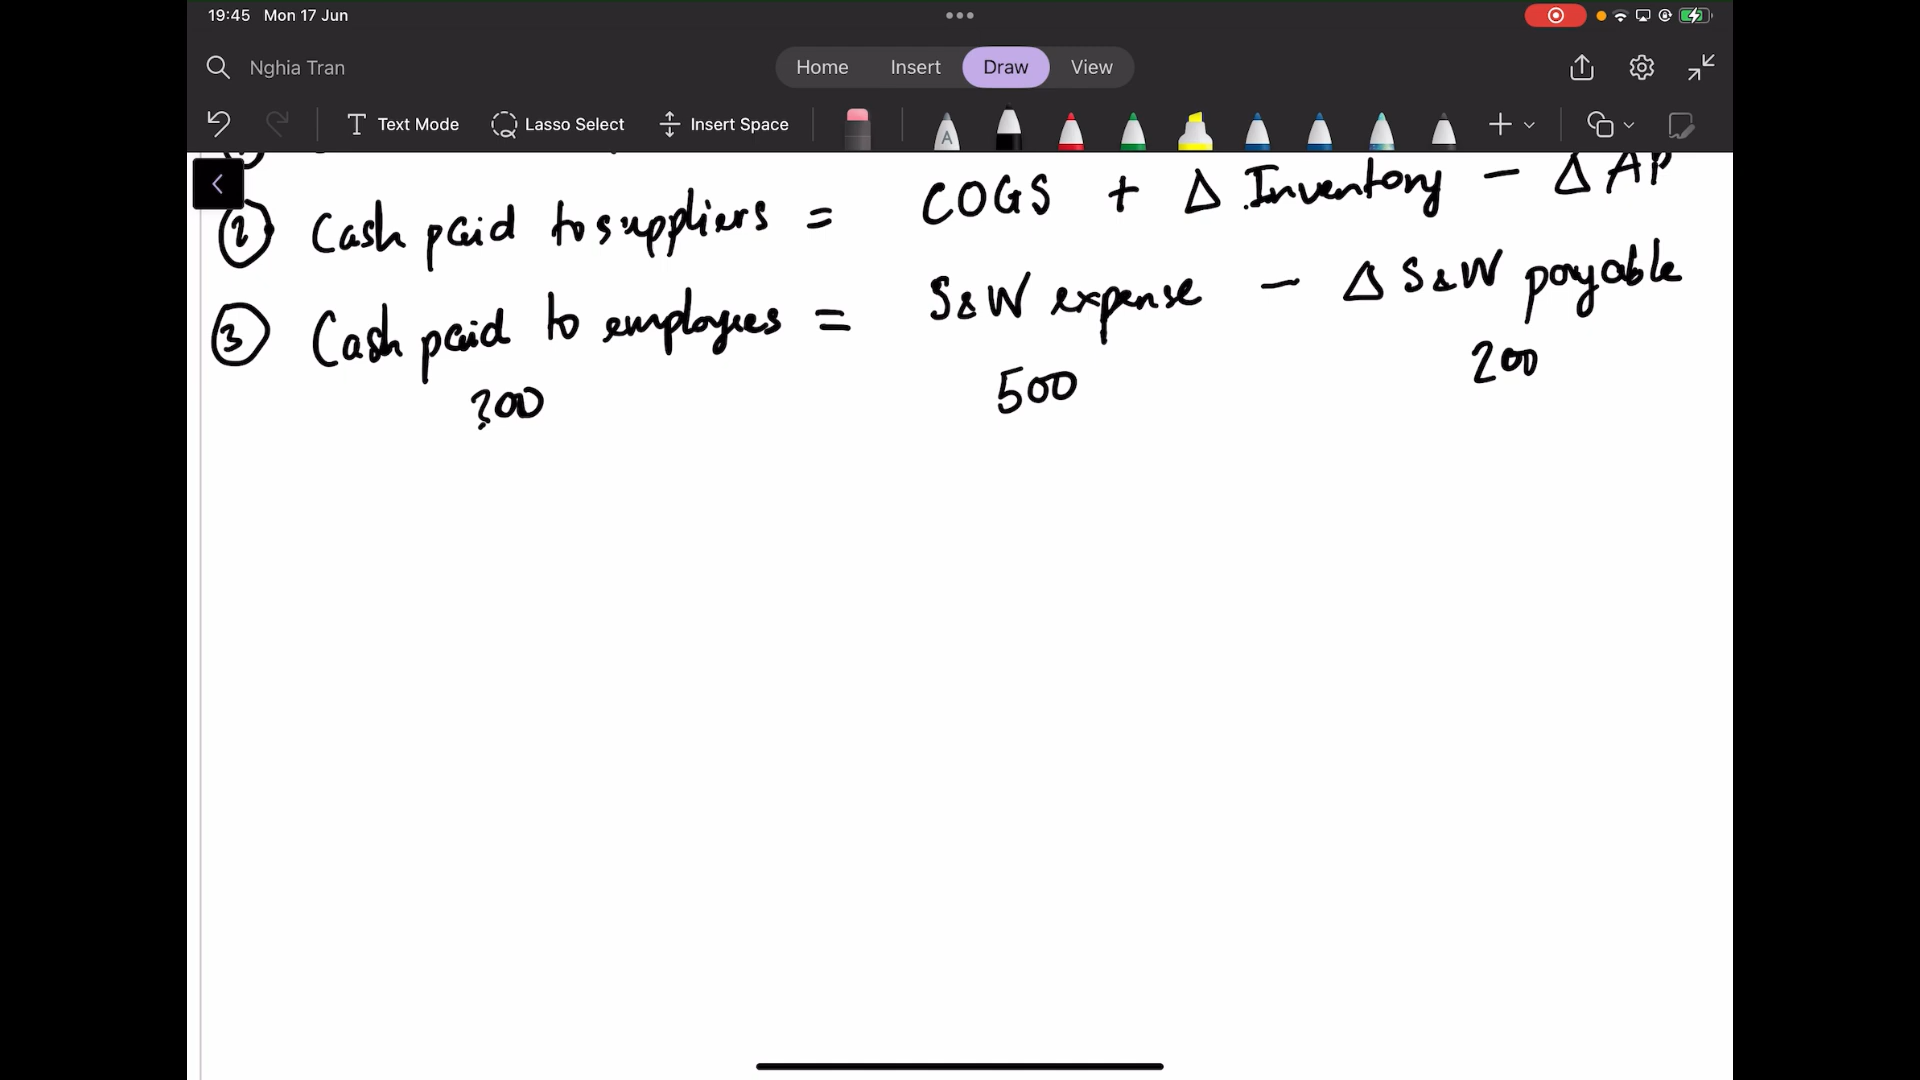 19:45 Mon 17 Jun
Nghia Tran Home Insert Draw View
Text Mode Lasso Select Insert Space
② Cash paid to suppliers = COGS + Δ Inventory - Δ AP
③ Cash paid to employees = S&W expense - Δ S&W payable
300 500 200